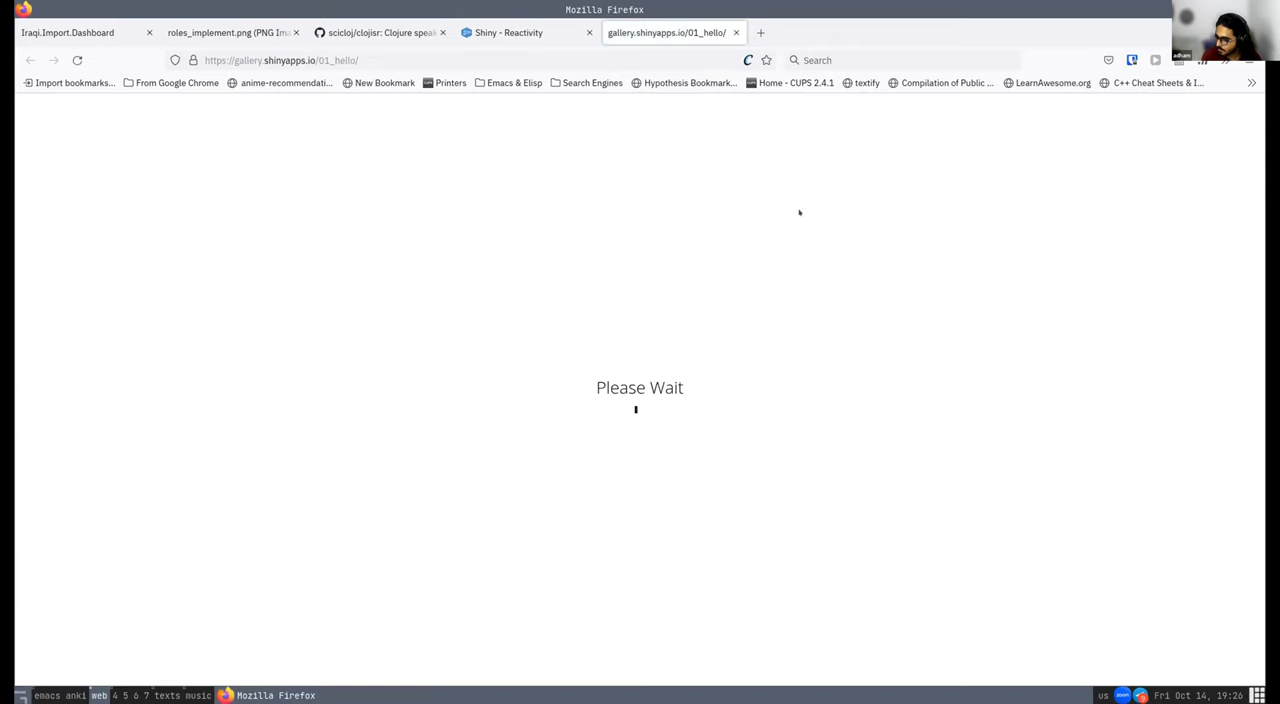 Mozilla Firefox
Iraqi.Import.Dashboard
roles_implement.png (PNG Ima
scicloj/clojisr: Clojure speak
Shiny - Reactivity
gallery.shinyapps.io/01_hello/
https://gallery.shinyapps.io/01_hello/
Search
adham
Import bookmarks...
From Google Chrome
anime-recommendati...
New Bookmark
Printers
Emacs & Elisp
Search Engines
Hypothesis Bookmark...
Home - CUPS 2.4.1
textify
Compilation of Public ...
LearnAwesome.org
C++ Cheat Sheets & I...
Please Wait
emacs anki web 4 5 6 7 texts music
Mozilla Firefox
us
zoom
Fri Oct 14, 19:26